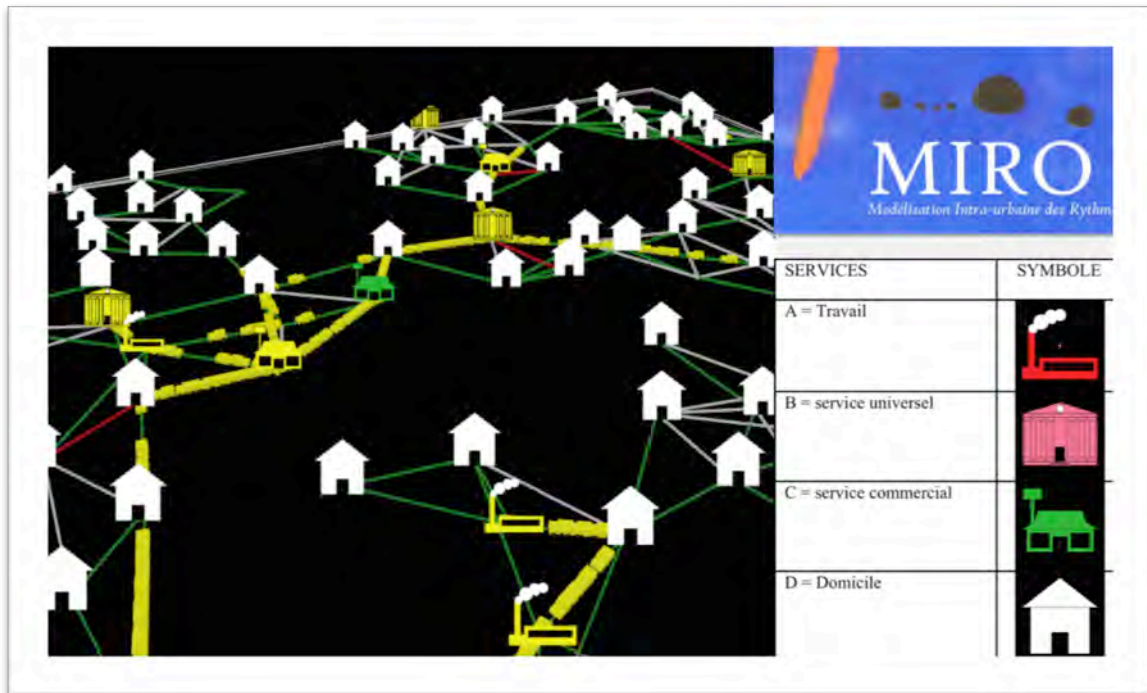 MIRO
Modélisation Intra-urbaine des Rythm
SERVICES SYMBOLE
A = Travail
B = service universel
C = service commercial
D = Domicile